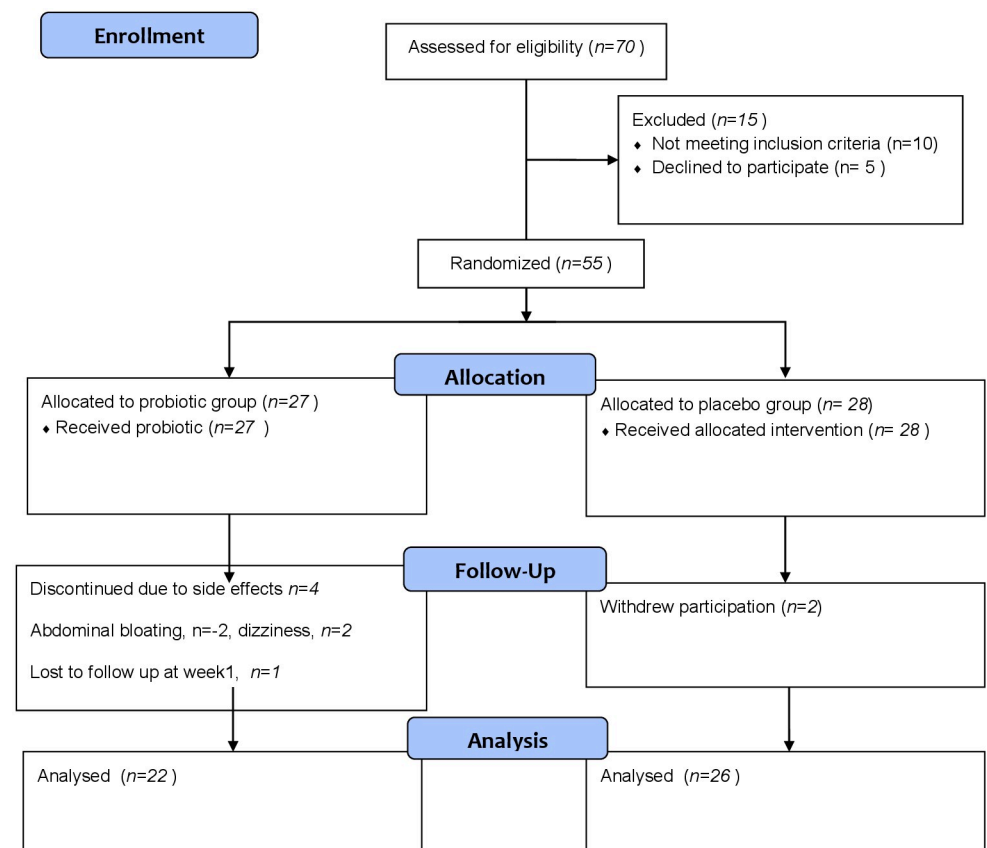 Enrollment
Assessed for eligibility (n=70 )
Excluded (n=15 )
♦ Not meeting inclusion criteria (n=10)
♦ Declined to participate (n= 5 )
Randomized (n=55 )
Allocation
Allocated to probiotic group (n=27 )
♦ Received probiotic (n=27 )
Allocated to placebo group (n= 28)
♦ Received allocated intervention (n= 28 )
Follow-Up
Discontinued due to side effects n=4
Abdominal bloating, n=-2, dizziness, n=2
Lost to follow up at week1, n=1
Withdrew participation (n=2)
Analysis
Analysed (n=22 )
Analysed (n=26 )